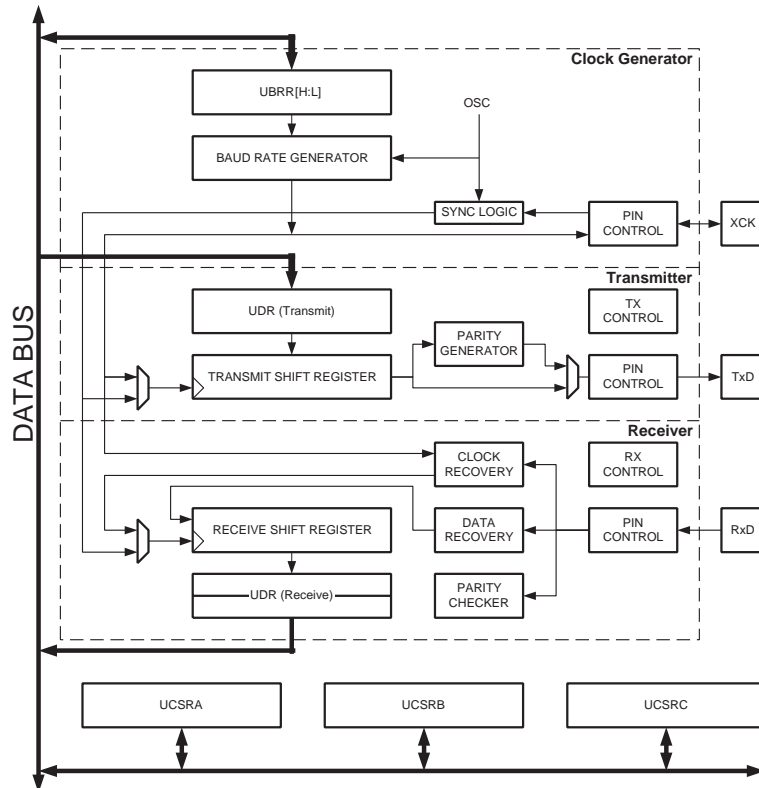 Clock Generator
UBRR[H:L]
OSC
BAUD RATE GENERATOR
SYNC LOGIC
PIN
CONTROL
XCK
Transmitter
UDR (Transmit)
TX
CONTROL
PARITY
GENERATOR
TRANSMIT SHIFT REGISTER
PIN
CONTROL
TxD
DATA BUS
Receiver
CLOCK
RECOVERY
RX
CONTROL
RECEIVE SHIFT REGISTER
DATA
RECOVERY
PIN
CONTROL
RxD
UDR (Receive)
PARITY
CHECKER
UCSRA
UCSRB
UCSRC